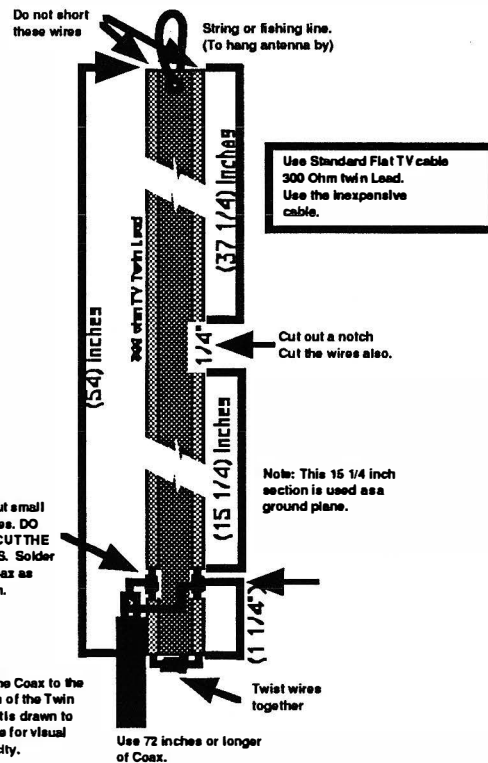 Do not short
these wires
String or fishing line.
(To hang antenna by)
Use Standard Flat TV cable
300 Ohm twin Lead.
Use the inexpensive
cable.
(37 1/4) Inches
300 ohm TV Twin Lead
(54) Inches
1/4"
Cut out a notch
Cut the wires also.
(15 1/4) Inches
Note: This 15 1/4 inch
section is used as a
ground plane.
ut small
es. DO
CUT THE
S. Solder
ax as
n.
(1 1/4")
Twist wires
together
he Coax to the
of the Twin
t is drawn to
e for visual
city.
Use 72 inches or longer
of Coax.